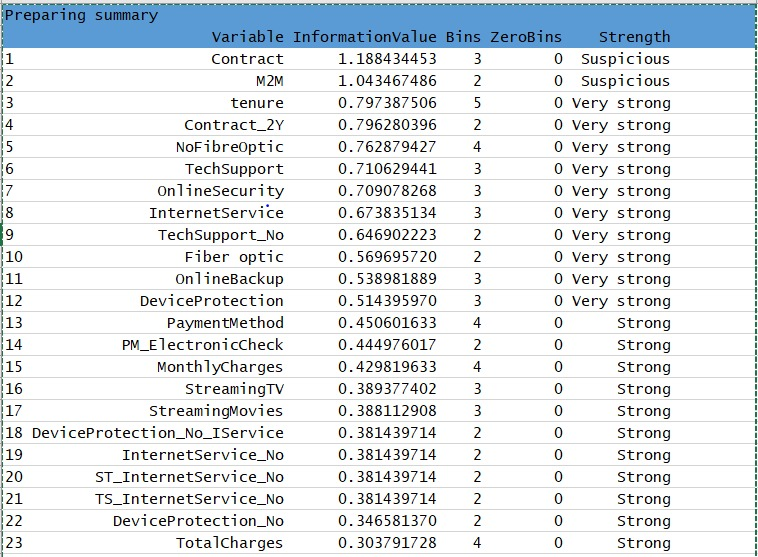 Preparing summary
Variable InformationValue Bins ZeroBins Strength
1 Contract 1.188434453 3 0 Suspicious
2 M2M 1.043467486 2 0 Suspicious
3 tenure 0.797387506 5 0 Very strong
4 Contract_2Y 0.796280396 2 0 Very strong
5 NoFibreOptic 0.762879427 4 0 Very strong
6 TechSupport 0.710629441 3 0 Very strong
7 OnlineSecurity 0.709078268 3 0 Very strong
8 InternetService 0.673835134 3 0 Very strong
9 TechSupport_No 0.646902223 2 0 Very strong
10 Fiber optic 0.569695720 2 0 Very strong
11 OnlineBackup 0.538981889 3 0 Very strong
12 DeviceProtection 0.514395970 3 0 Very strong
13 PaymentMethod 0.450601633 4 0 Strong
14 PM_ElectronicCheck 0.444976017 2 0 Strong
15 MonthlyCharges 0.429819633 4 0 Strong
16 StreamingTV 0.389377402 3 0 Strong
17 StreamingMovies 0.388112908 3 0 Strong
18 DeviceProtection_No_IService 0.381439714 2 0 Strong
19 InternetService_No 0.381439714 2 0 Strong
20 ST_InternetService_No 0.381439714 2 0 Strong
21 TS_InternetService_No 0.381439714 2 0 Strong
22 DeviceProtection_No 0.346581370 2 0 Strong
23 TotalCharges 0.303791728 4 0 Strong